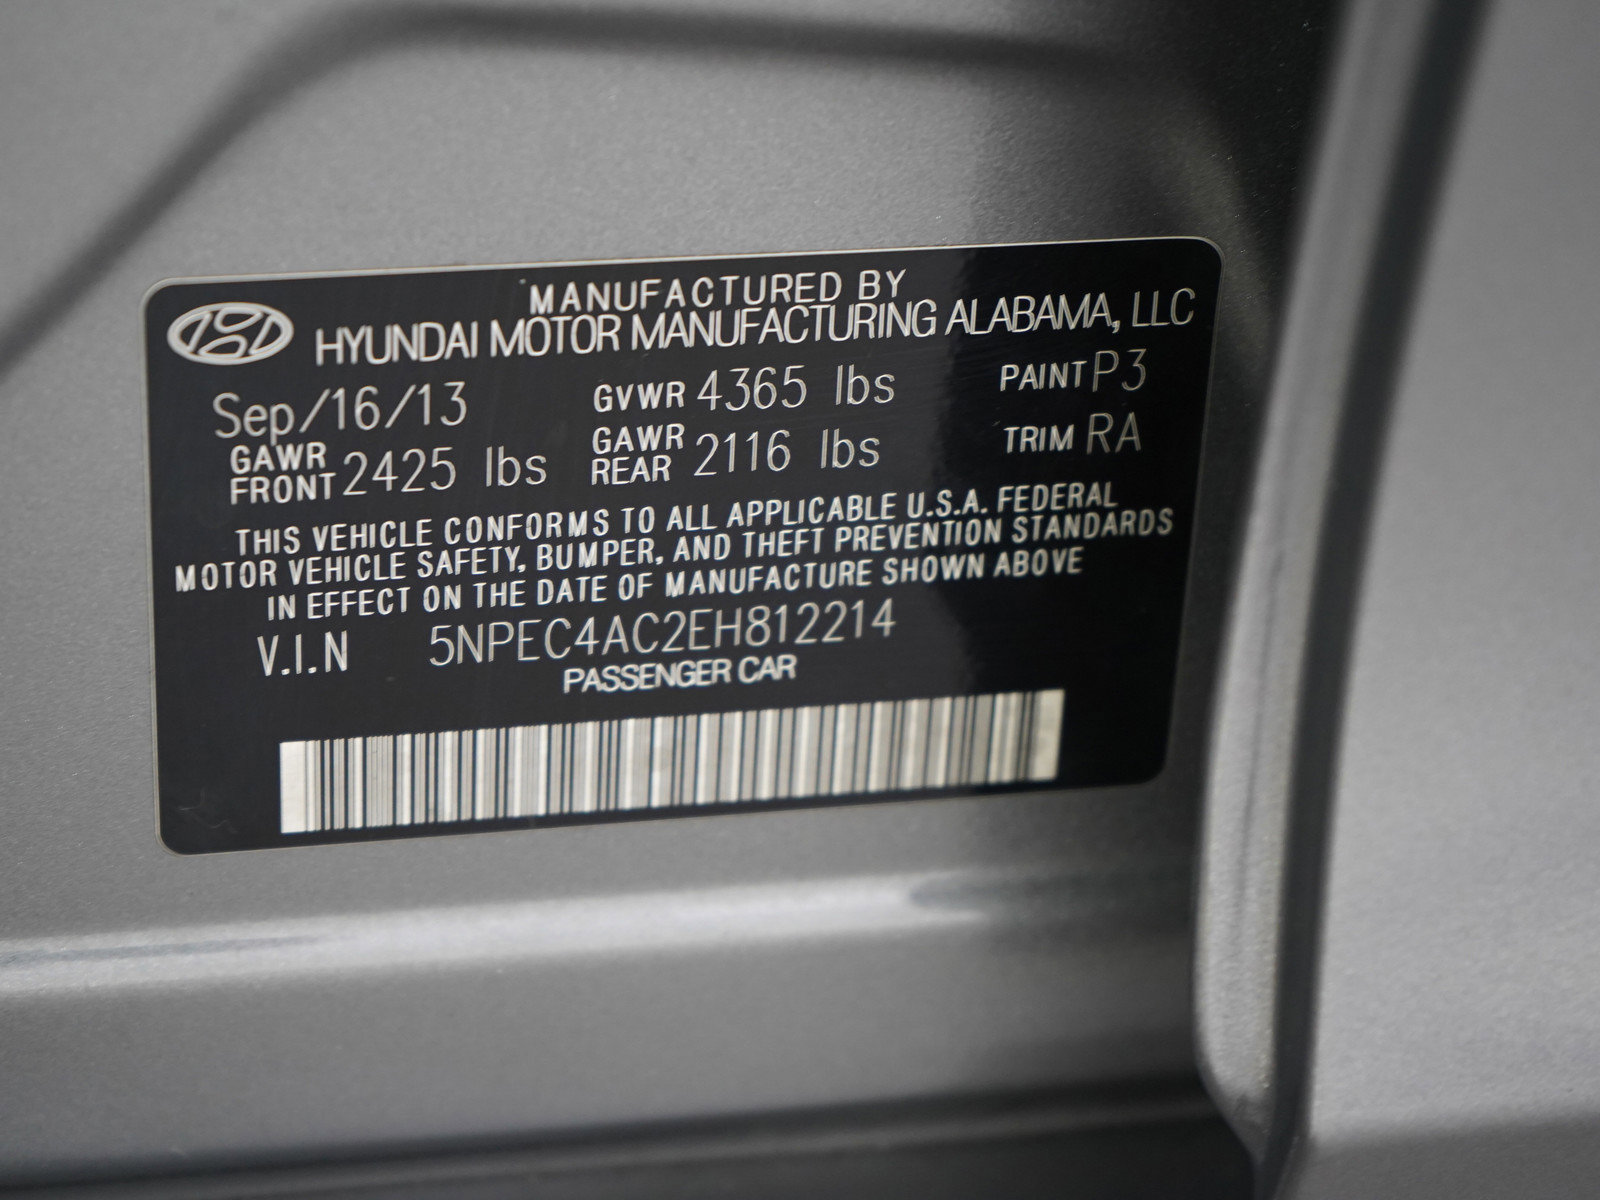 MANUFACTURED BY
HYUNDAI MOTOR MANUFACTURING ALABAMA, LLC
Sep/16/13 GVWR 4365 lbs PAINT P3
GAWR FRONT 2425 lbs GAWR REAR 2116 lbs TRIM RA
THIS VEHICLE CONFORMS TO ALL APPLICABLE U.S.A. FEDERAL
MOTOR VEHICLE SAFETY, BUMPER, AND THEFT PREVENTION STANDARDS
IN EFFECT ON THE DATE OF MANUFACTURE SHOWN ABOVE
V.I.N 5NPEC4AC2EH812214
PASSENGER CAR